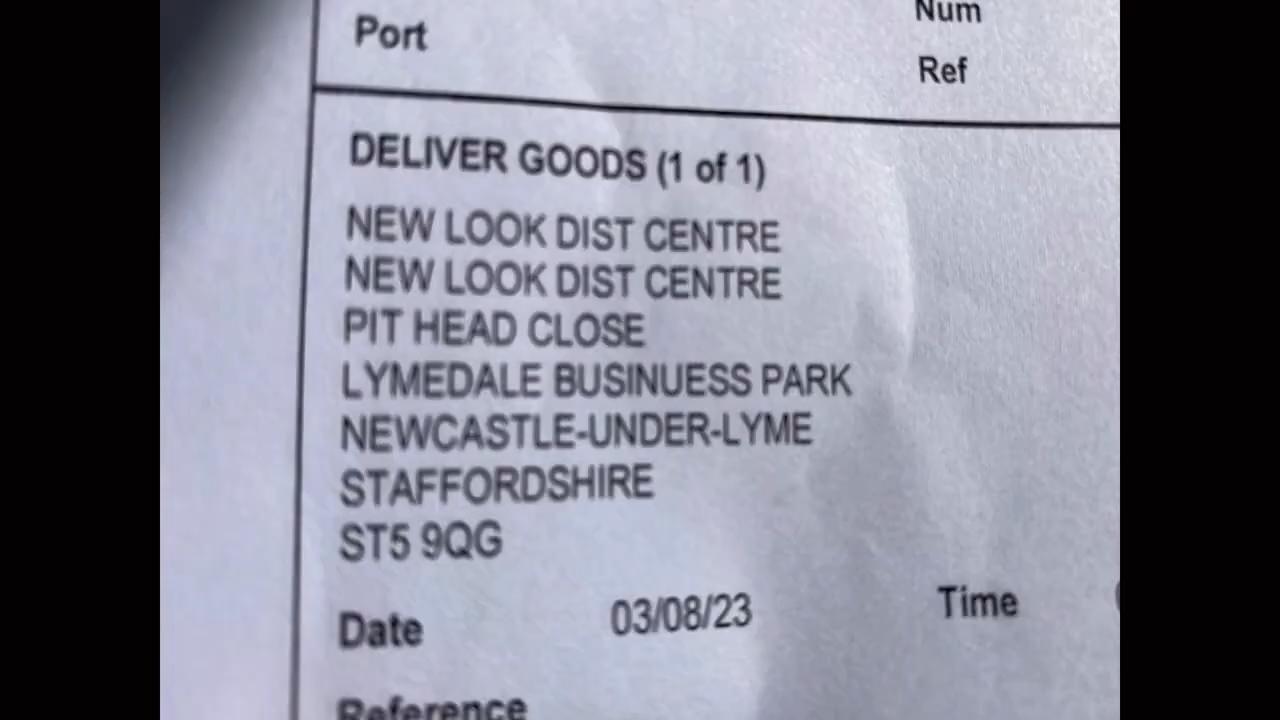 Port
Num
Ref
DELIVER GOODS (1 of 1)
NEW LOOK DIST CENTRE
NEW LOOK DIST CENTRE
PIT HEAD CLOSE
LYMEDALE BUSINUESS PARK
NEWCASTLE-UNDER-LYME
STAFFORDSHIRE
ST5 9QG
Date 03/08/23 Time
Reference